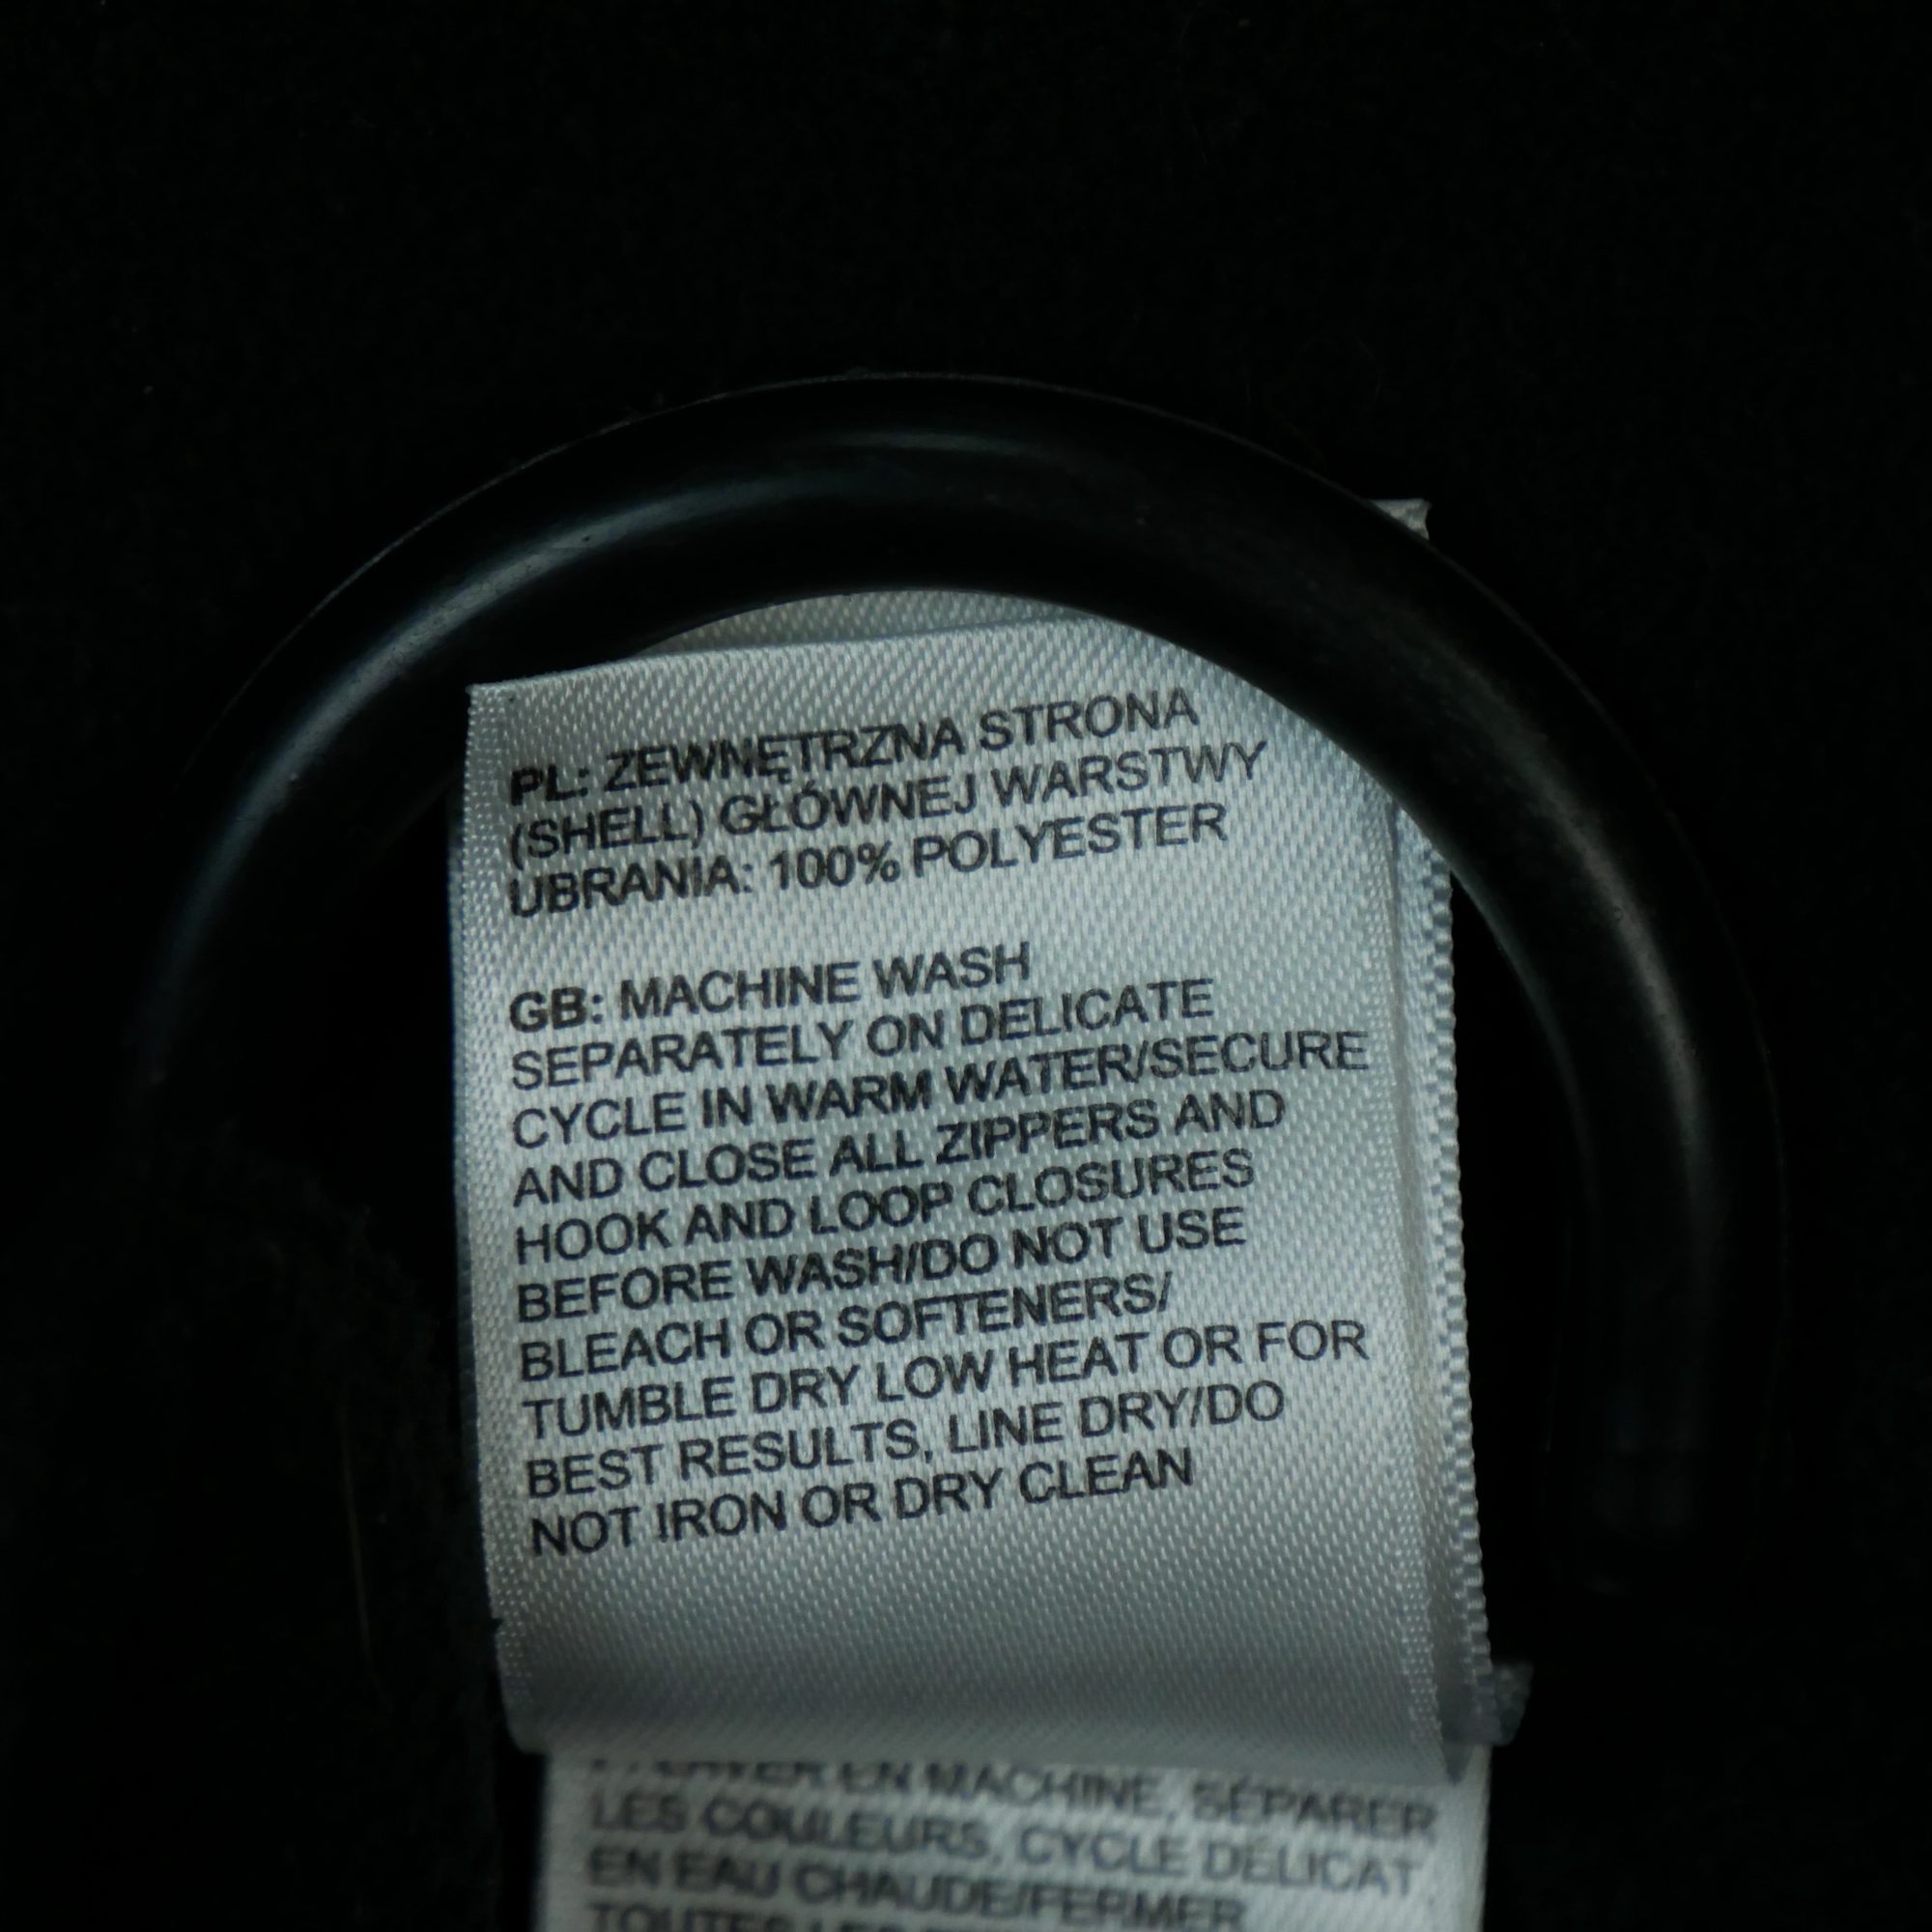 PL: ZEWNĘTRZNA STRONA
(SHELL) GŁÓWNEJ WARSTWY
UBRANIA: 100% POLYESTER
GB: MACHINE WASH
SEPARATELY ON DELICATE
CYCLE IN WARM WATER/SECURE
AND CLOSE ALL ZIPPERS AND
HOOK AND LOOP CLOSURES
BEFORE WASH/DO NOT USE
BLEACH OR SOFTENERS/
TUMBLE DRY LOW HEAT OR FOR
BEST RESULTS, LINE DRY/DO
NOT IRON OR DRY CLEAN
LAVER EN MACHINE, SÉPARER
LES COULEURS, CYCLE DÉLICAT
EN EAU CHAUDE/FERMER
TOUTES LES